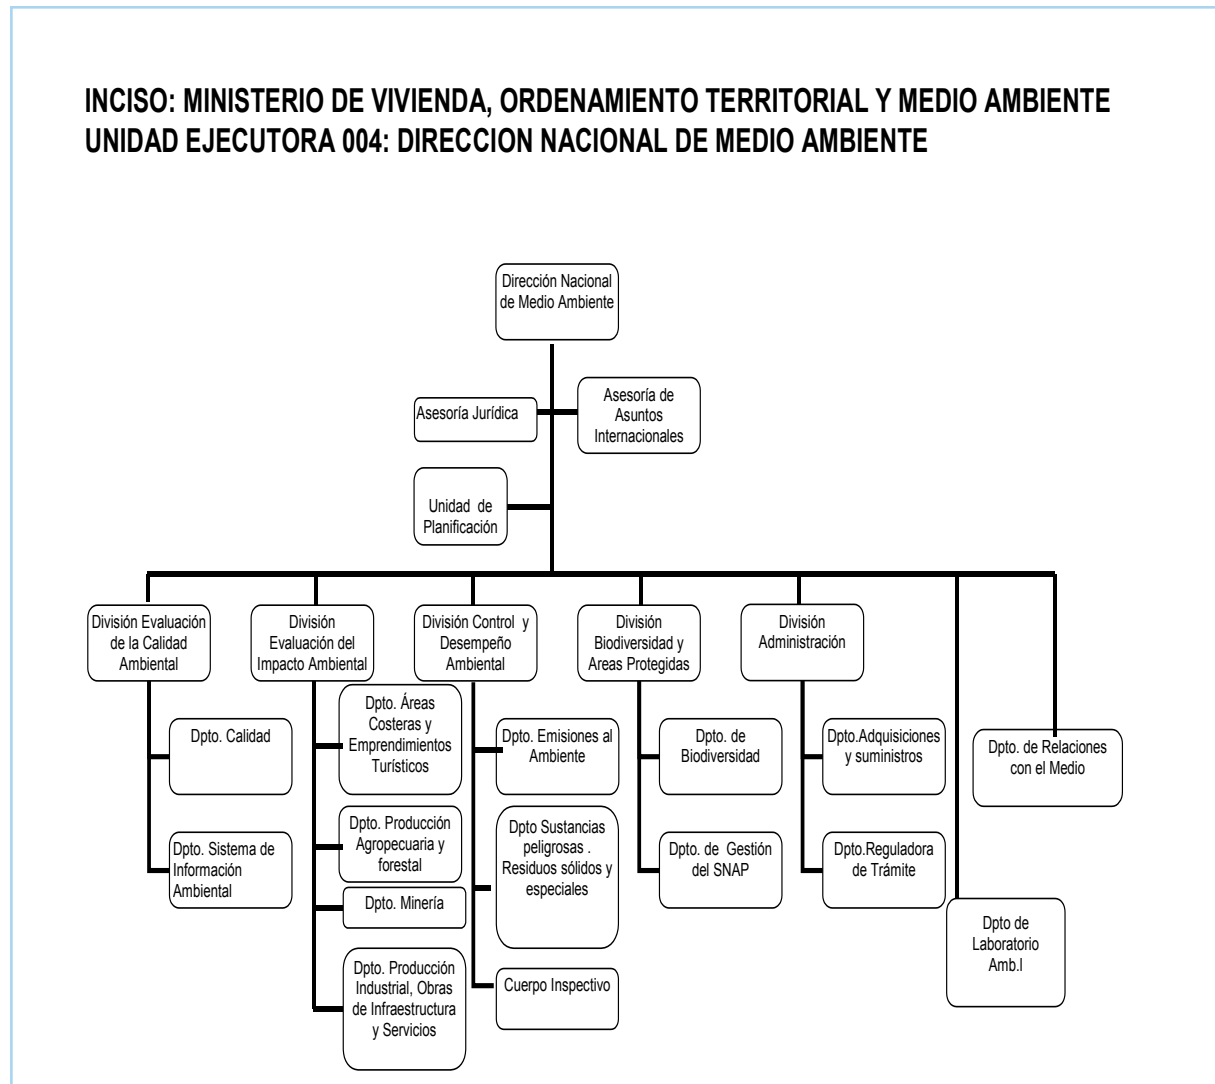 INCISO: MINISTERIO DE VIVIENDA, ORDENAMIENTO TERRITORIAL Y MEDIO AMBIENTE
UNIDAD EJECUTORA 004: DIRECCION NACIONAL DE MEDIO AMBIENTE
Dirección Nacional
de Medio Ambiente
Asesoría Jurídica
Asesoría de
Asuntos
Internacionales
Unidad de
Planificación
División Evaluación
de la Calidad
Ambiental
División
Evaluación del
Impacto Ambiental
División Control y
Desempeño
Ambiental
División
Biodiversidad y
Areas Protegidas
División
Administración
Dpto. Calidad
Dpto. Sistema de
Información
Ambiental
Dpto. Áreas
Costeras y
Emprendimientos
Turísticos
Dpto. Producción
Agropecuaria y
forestal
Dpto. Minería
Dpto. Producción
Industrial, Obras
de Infraestructura
y Servicios
Dpto. Emisiones al
Ambiente
Dpto Sustancias
peligrosas .
Residuos sólidos y
especiales
Cuerpo Inspectivo
Dpto. de
Biodiversidad
Dpto. de Gestión
del SNAP
Dpto.Adquisiciones
y suministros
Dpto.Reguladora
de Trámite
Dpto de
Laboratorio
Amb.l
Dpto. de Relaciones
con el Medio